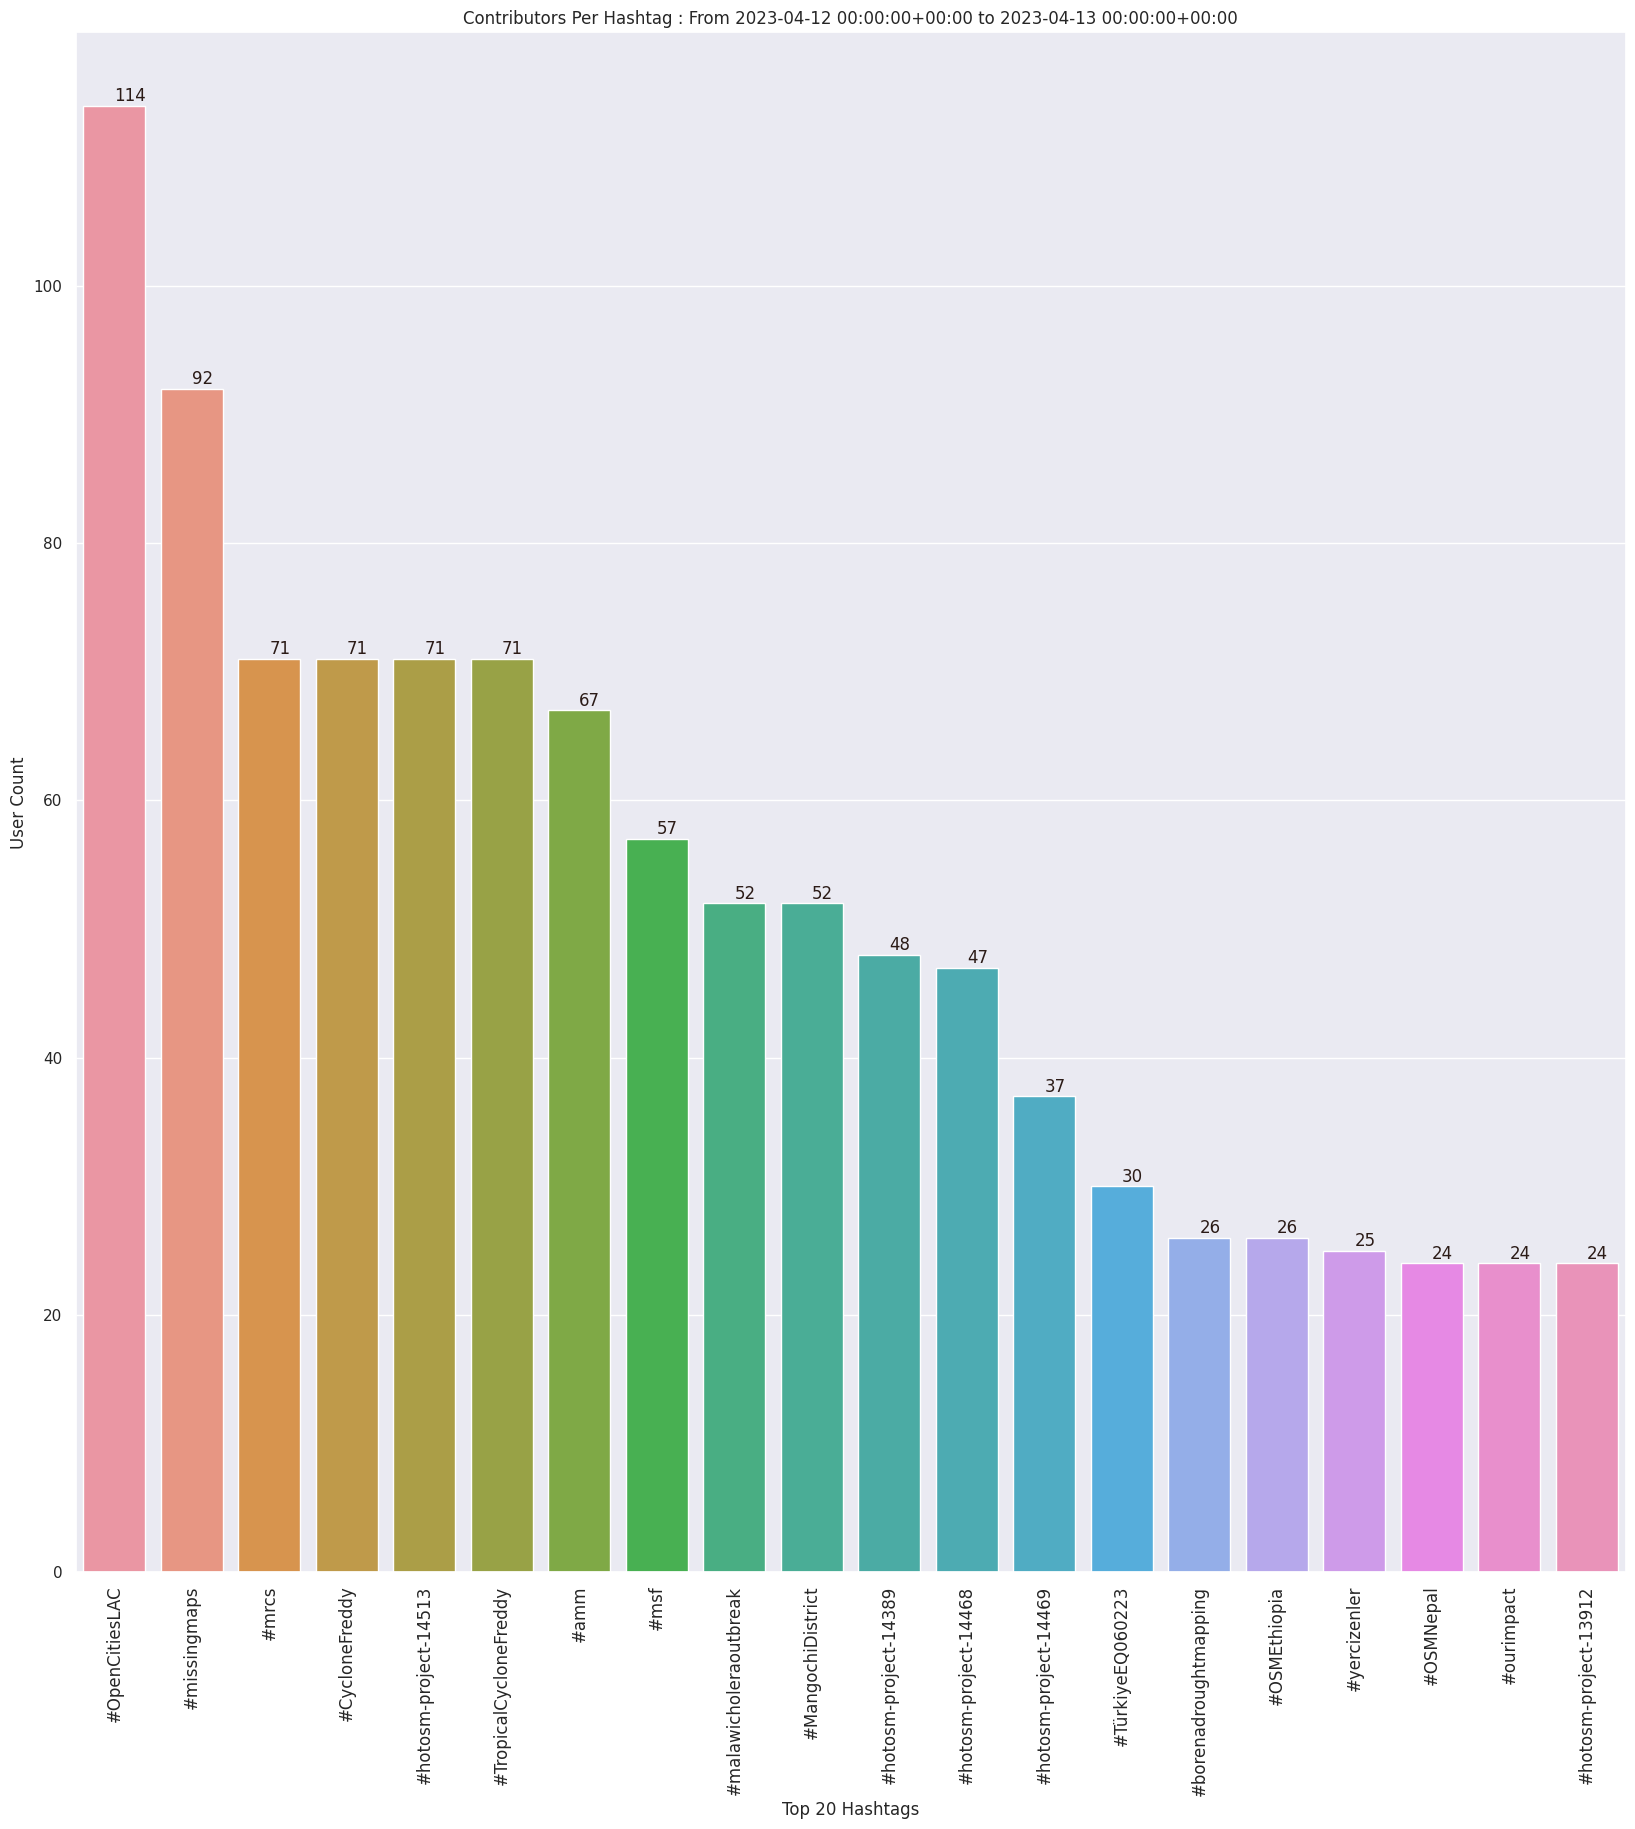 Contributors Per Hashtag : From 2023-04-12 00:00:00+00:00 to 2023-04-13 00:00:00+00:00
114
92
71
71
71
71
67
57
52
52
48
47
37
30
26
26
25
24
24
24
100
80
60
40
20
0
User Count
#OpenCitiesLAC
#missingmaps
#mrcs
#CycloneFreddy
#hotosm-project-14513
#TropicalCycloneFreddy
#amm
#msf
#malawicholeraoutbreak
#MangochiDistrict
#hotosm-project-14389
#hotosm-project-14468
#hotosm-project-14469
#TürkiyeEQ060223
#borenadroughtmapping
#OSMEthiopia
#yercizenler
#OSMNepal
#ourimpact
#hotosm-project-13912
Top 20 Hashtags